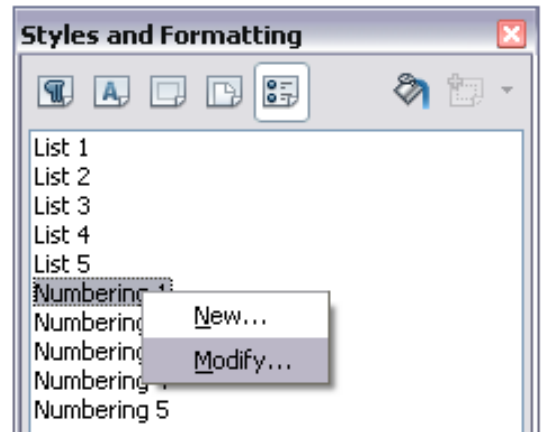 Styles and Formatting
List 1
List 2
List 3
List 4
List 5
Numbering 1
Numbering
Numbering
Numbering
Numbering 5
New...
Modify...